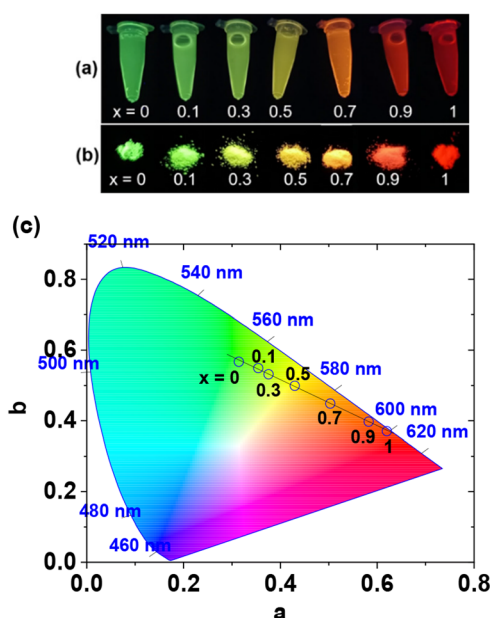 (a)
x = 0 0.1 0.3 0.5 0.7 0.9 1
(b)
x = 0 0.1 0.3 0.5 0.7 0.9 1
(c)
520 nm
540 nm
560 nm
580 nm
600 nm
620 nm
500 nm
480 nm
460 nm
x = 0
0.1
0.3
0.5
0.7
0.9
1
0.8
0.6
0.4
0.2
0.0
b
0.0 0.2 0.4 0.6 0.8
a